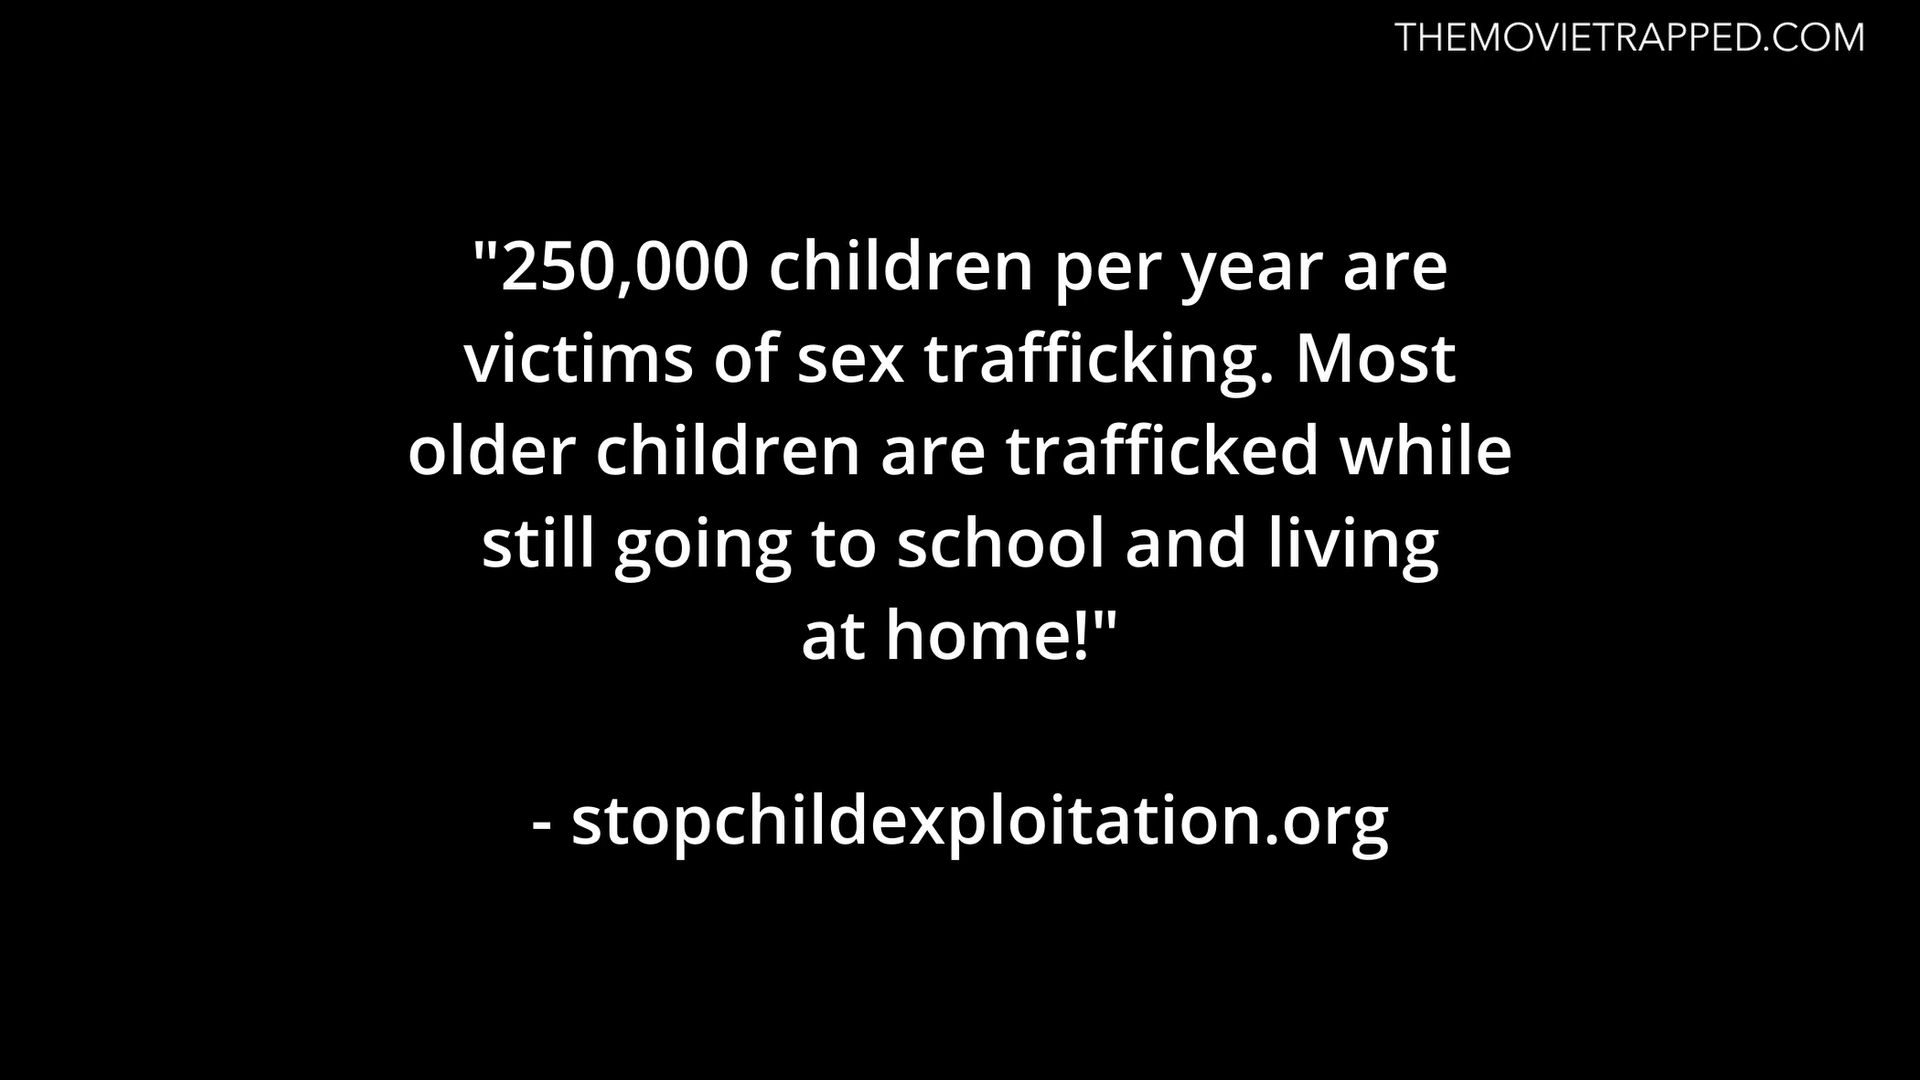 THEMOVIETRAPPED.COM
"250,000 children per year are
victims of sex trafficking. Most
older children are trafficked while
still going to school and living
at home!"
- stopchildexploitation.org